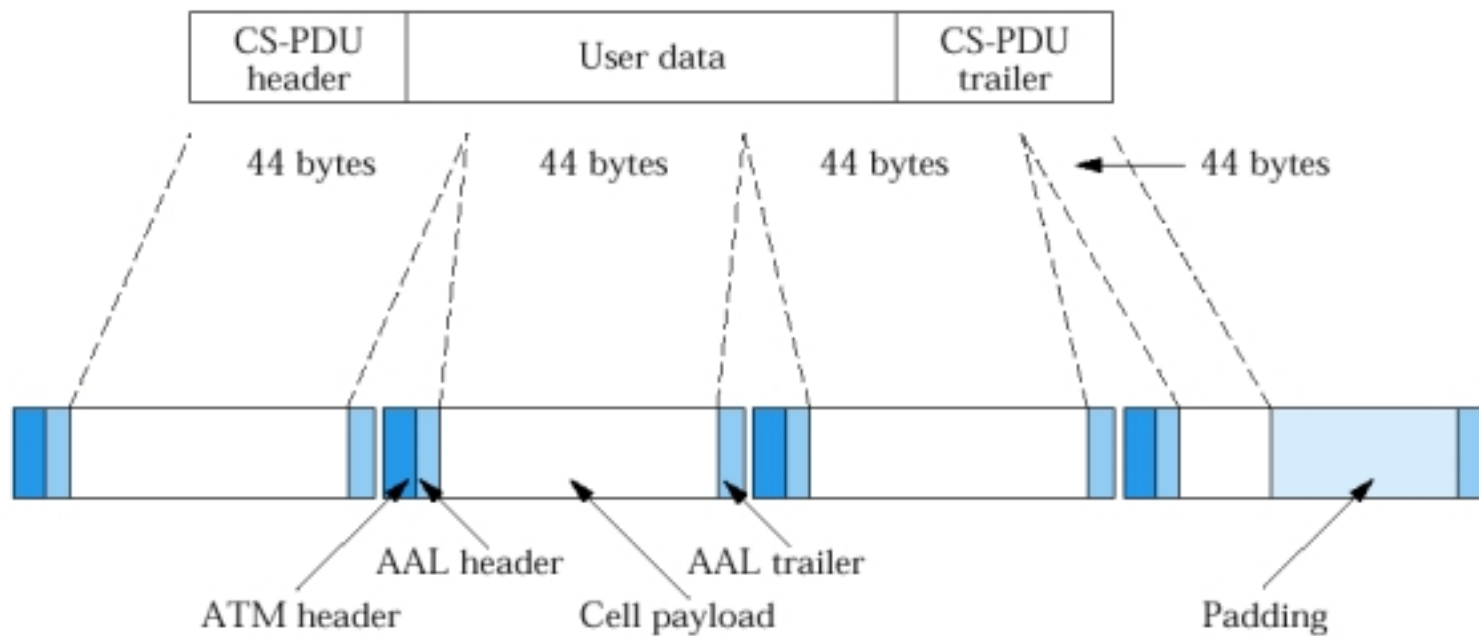 CS-PDU
header
User data
CS-PDU
trailer
44 bytes
44 bytes
44 bytes
44 bytes
AAL header
AAL trailer
ATM header
Cell payload
Padding